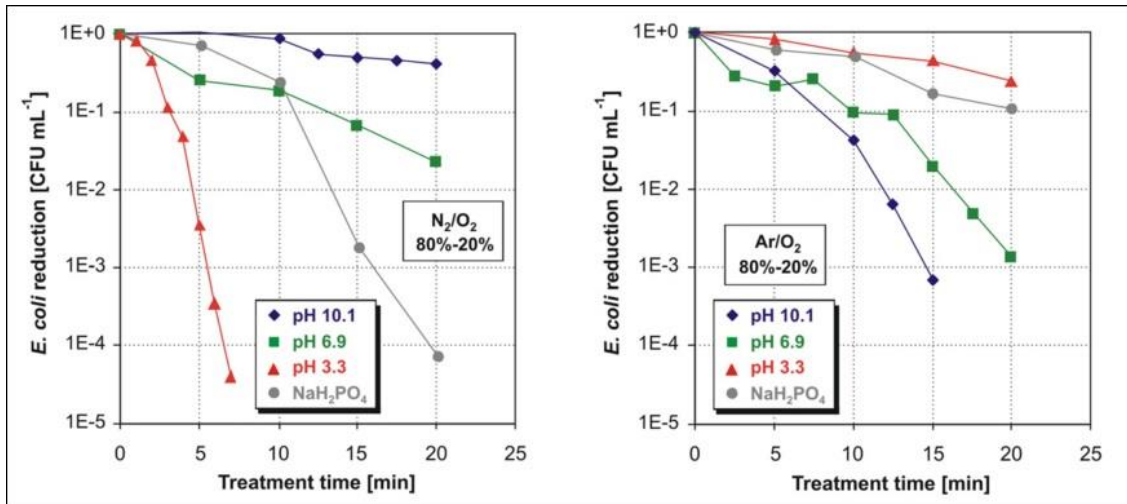 E. coli reduction [CFU mL⁻¹]
1E+0
1E-1
1E-2
1E-3
1E-4
1E-5
N₂/O₂
80%-20%
pH 10.1
pH 6.9
pH 3.3
NaH₂PO₄
0 5 10 15 20 25
Treatment time [min]
E. coli reduction [CFU mL⁻¹]
1E+0
1E-1
1E-2
1E-3
1E-4
1E-5
Ar/O₂
80%-20%
pH 10.1
pH 6.9
pH 3.3
NaH₂PO₄
0 5 10 15 20 25
Treatment time [min]